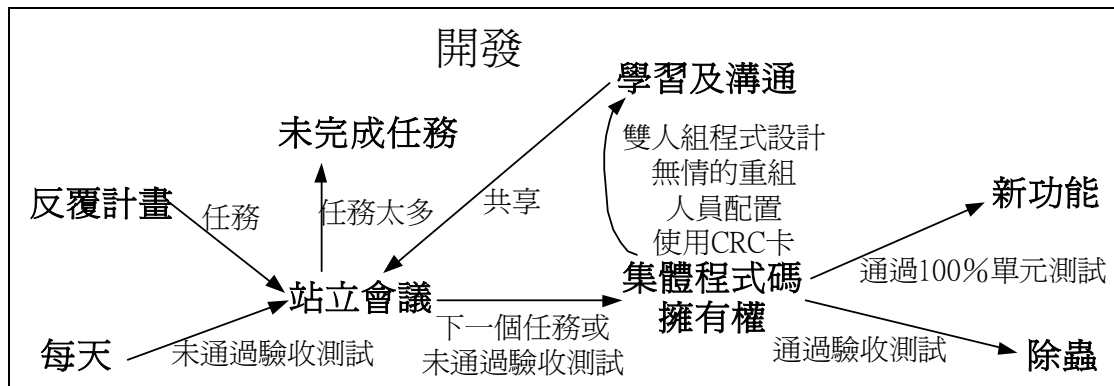 開發
學習及溝通
未完成任務
雙人組程式設計
無情的重組
人員配置
使用CRC卡
反覆計畫
任務
任務太多
共享
新功能
站立會議
集體程式碼
擁有權
通過100％單元測試
下一個任務或
未通過驗收測試
每天
未通過驗收測試
通過驗收測試
除蟲